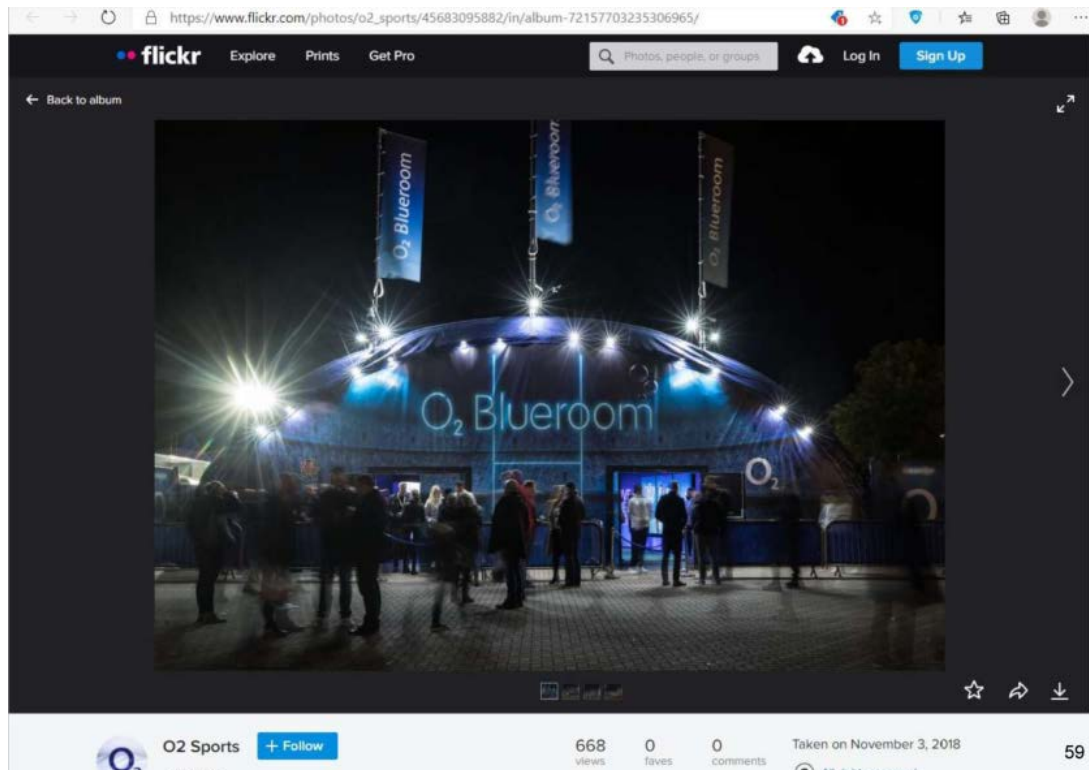 https://www.flickr.com/photos/o2_sports/45683095882/in/album-72157703235306965/
flickr Explore Prints Get Pro Photos, people, or groups Log In Sign Up
Back to album
O2 Blueroom
O2 Blueroom
O2 Blueroom
O2 Blueroom
O2
O2 Sports + Follow 668 0 0 Taken on November 3, 2018
views faves comments
59